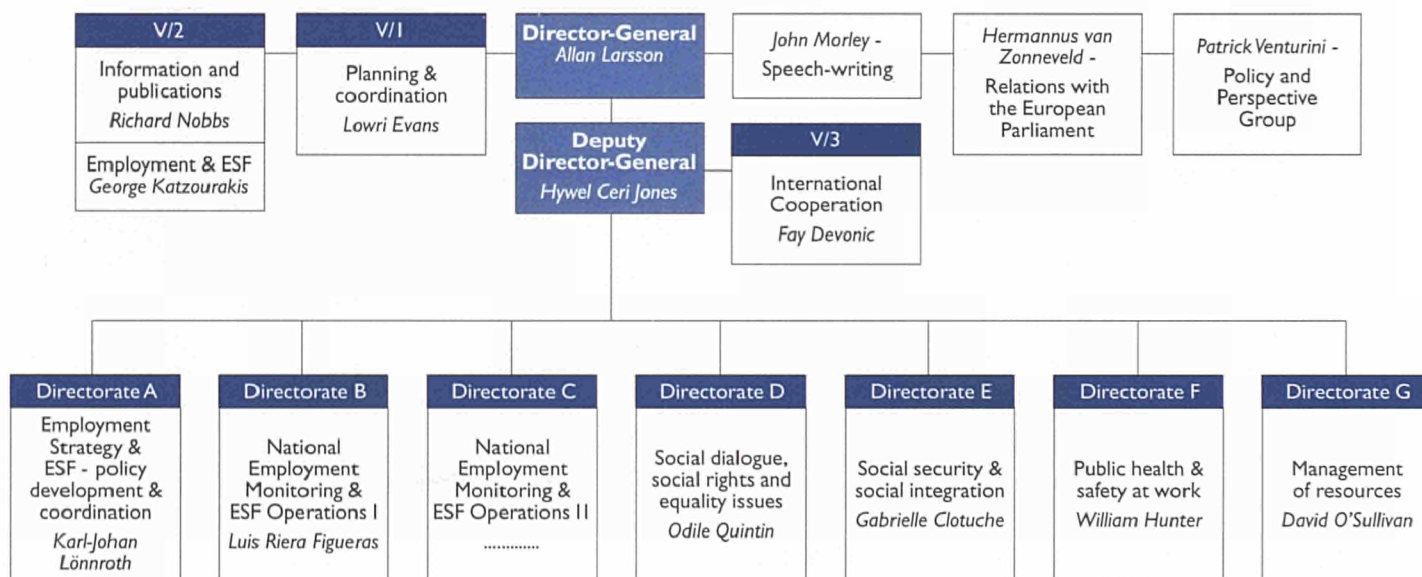 V/2
Information and
publications
Richard Nobbs
Employment & ESF
George Katzourakis
V/1
Planning &
coordination
Lowri Evans
Director-General
Allan Larsson
John Morley -
Speech-writing
Hermannus van
Zonneveld -
Relations with
the European
Parliament
Patrick Venturini -
Policy and
Perspective
Group
Deputy
Director-General
Hywel Ceri Jones
V/3
International
Cooperation
Fay Devonic
Directorate A
Employment
Strategy &
ESF - policy
development &
coordination
Karl-Johan
Lönnroth
Directorate B
National
Employment
Monitoring &
ESF Operations I
Luis Riera Figueras
Directorate C
National
Employment
Monitoring &
ESF Operations II
.............
Directorate D
Social dialogue,
social rights and
equality issues
Odile Quintin
Directorate E
Social security &
social integration
Gabrielle Clotuche
Directorate F
Public health &
safety at work
William Hunter
Directorate G
Management
of resources
David O'Sullivan